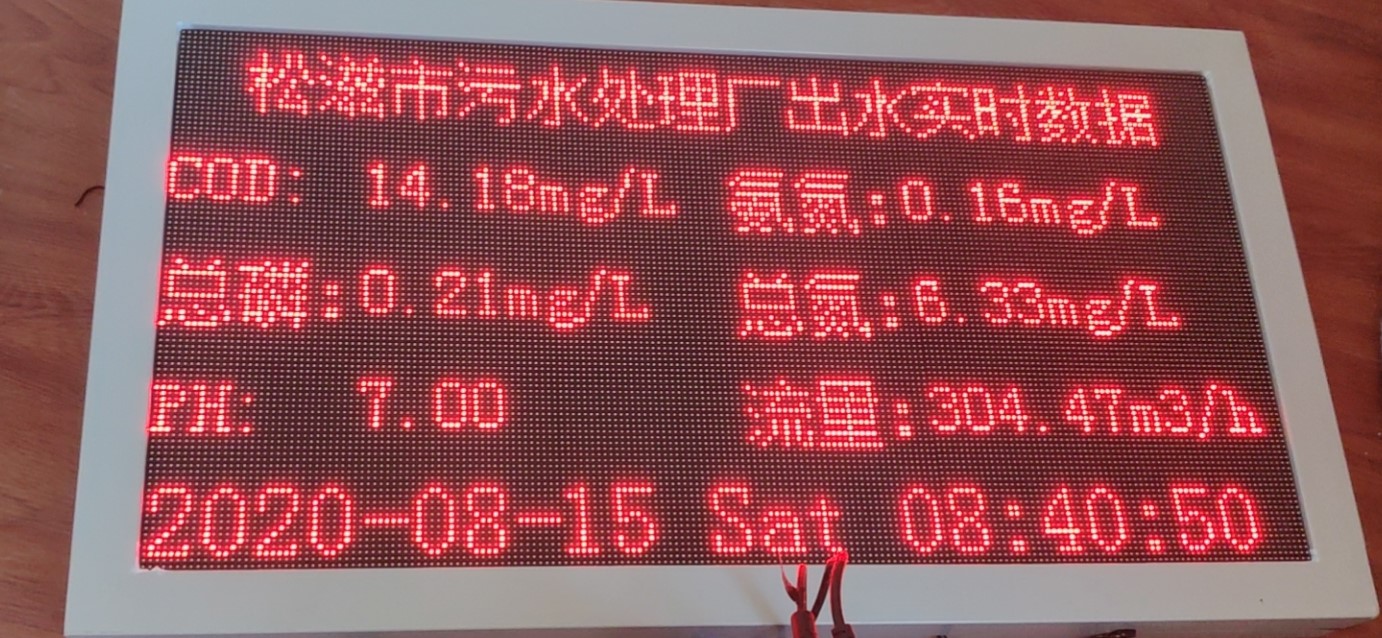 松滋市污水处理厂出水实时数据
COD: 14.18mg/L 氨氮:0.16mg/L
总磷:0.21mg/L 总氮:6.33mg/L
PH: 7.00 流量:304.47m3/h
2020-08-15 Sat 08:40:50